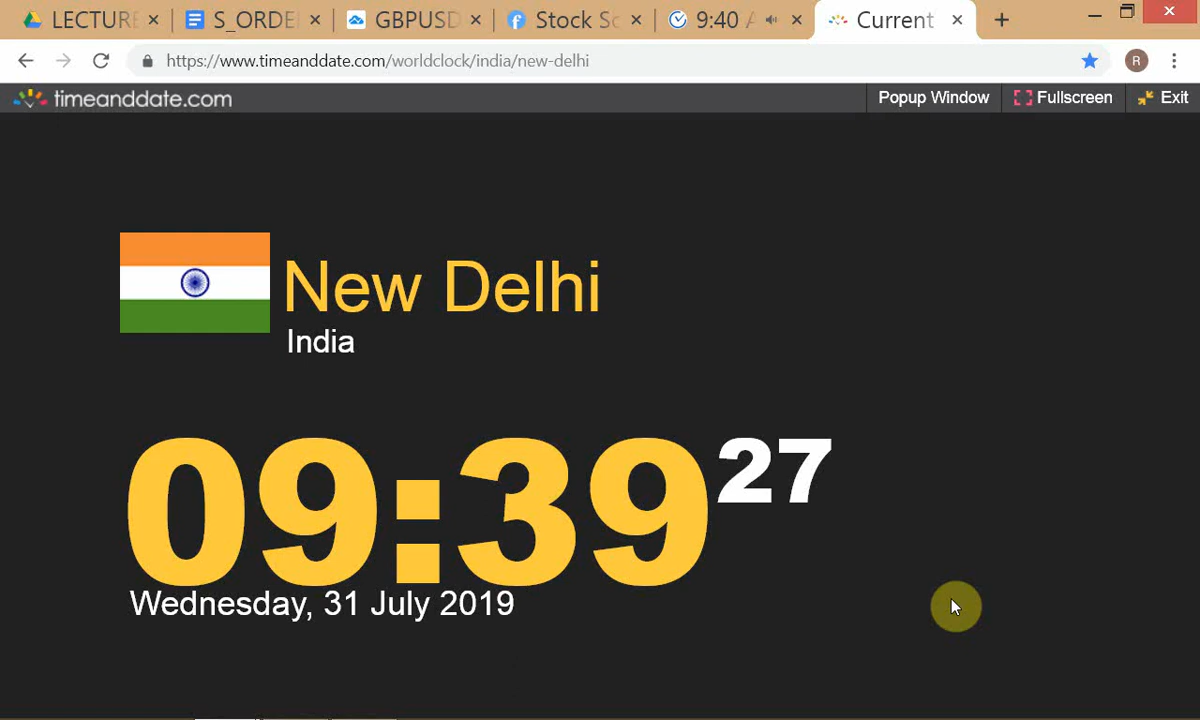 LECTURE
S_ORDE
GBPUSD
Stock Sc
9:40 A
Current
https://www.timeanddate.com/worldclock/india/new-delhi
R
timeanddate.com
Popup Window
Fullscreen
Exit
New Delhi
India
09:39 27
Wednesday, 31 July 2019